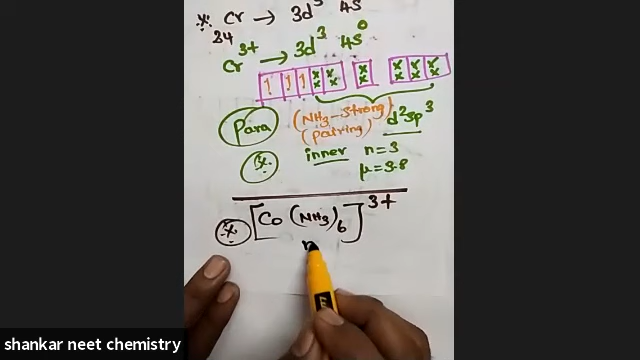 * Cr → 3d⁵ 4s
24
Cr³⁺ → 3d³ 4s⁰
1 1 1 ×× ×× ×× ×× ×× ××
Para (NH₃-strong) d²sp³
(pairing)
* inner n=3
μ=3.8
* [Co (NH₃)₆]³⁺
shankar neet chemistry